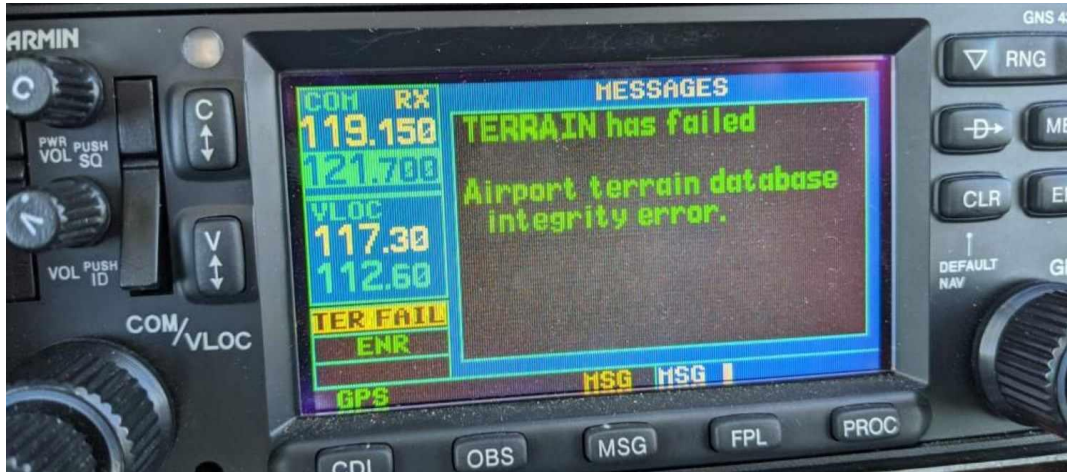 ARMIN
GNS 4
C
PWR
VOL
PUSH
SQ
V
VOL
PUSH
ID
COM/VLOC
COM RX
119.150
121.700
VLOC
117.30
112.60
TER FAIL
ENR
GPS
MESSAGES
TERRAIN has failed
Airport terrain database
integrity error.
MSG MSG
CDI
OBS
MSG
FPL
PROC
RNG
D
ME
CLR
E
DEFAULT
NAV
G